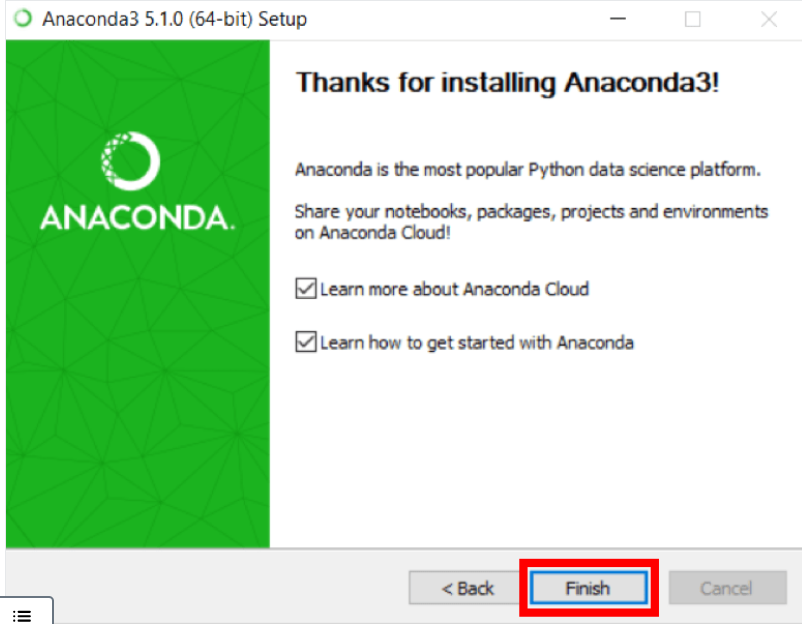 Anaconda3 5.1.0 (64-bit) Setup
Thanks for installing Anaconda3!
ANACONDA.
Anaconda is the most popular Python data science platform.
Share your notebooks, packages, projects and environments
on Anaconda Cloud!
Learn more about Anaconda Cloud
Learn how to get started with Anaconda
< Back
Finish
Cancel